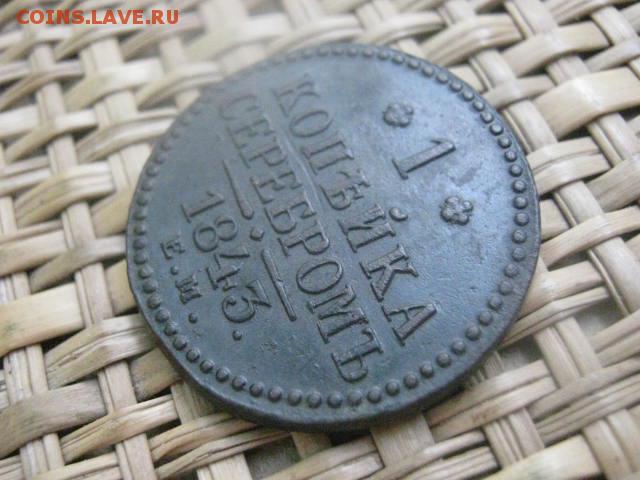 COINS.LAVE.RU
1
КОПѢЙКА
СЕРЕБРОМЪ
1843.
Е.М.